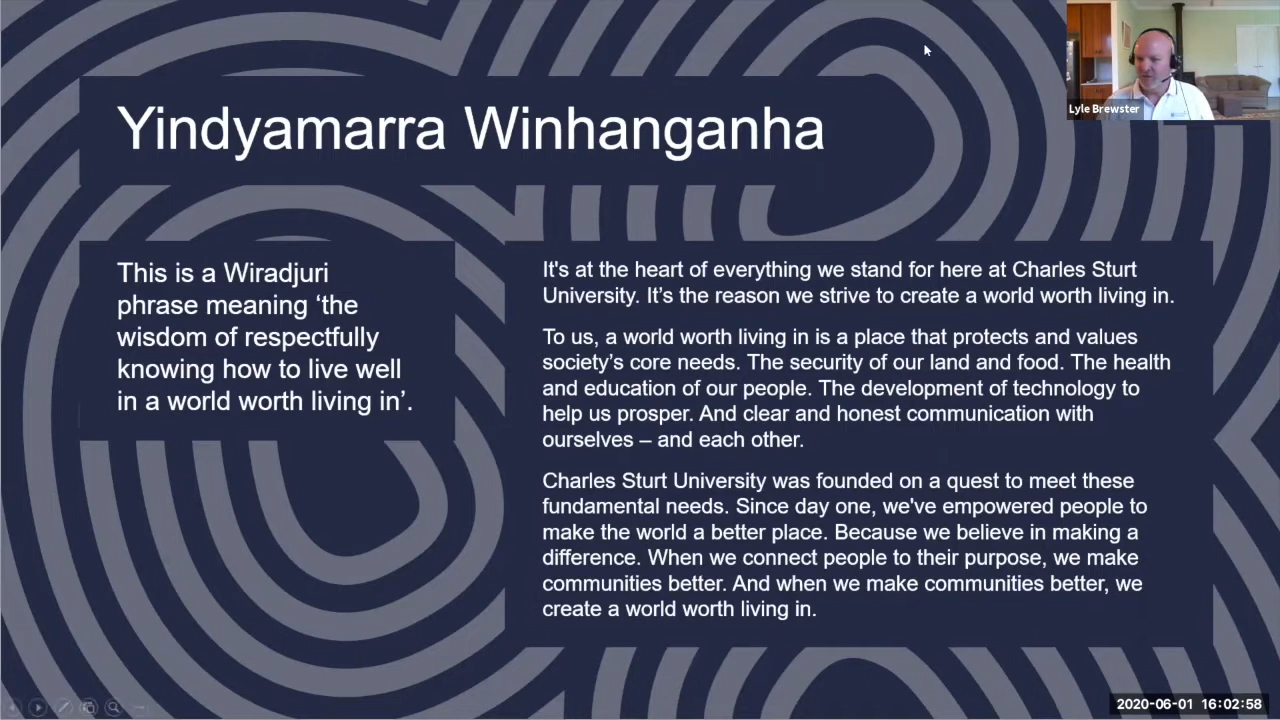 Yindyamarra Winhanganha
Lyle Brewster
This is a Wiradjuri
phrase meaning ‘the
wisdom of respectfully
knowing how to live well
in a world worth living in’.
It's at the heart of everything we stand for here at Charles Sturt
University. It’s the reason we strive to create a world worth living in.
To us, a world worth living in is a place that protects and values
society’s core needs. The security of our land and food. The health
and education of our people. The development of technology to
help us prosper. And clear and honest communication with
ourselves – and each other.
Charles Sturt University was founded on a quest to meet these
fundamental needs. Since day one, we've empowered people to
make the world a better place. Because we believe in making a
difference. When we connect people to their purpose, we make
communities better. And when we make communities better, we
create a world worth living in.
2020-06-01 16:02:58